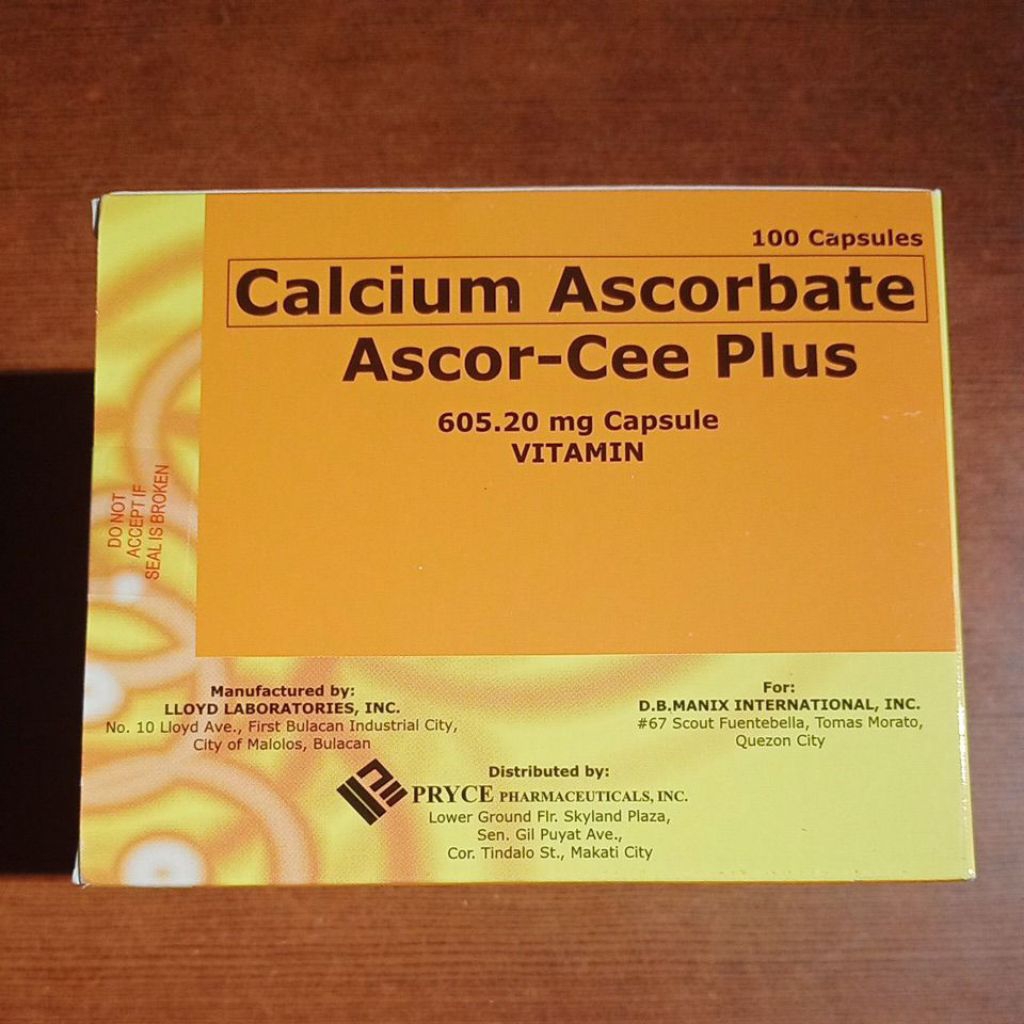 100 Capsules
Calcium Ascorbate
Ascor-Cee Plus
605.20 mg Capsule
VITAMIN
DO NOT
ACCEPT IF
SEAL IS BROKEN
Manufactured by:
LLOYD LABORATORIES, INC.
No. 10 Lloyd Ave., First Bulacan Industrial City,
City of Malolos, Bulacan
For:
D.B.MANIX INTERNATIONAL, INC.
#67 Scout Fuentebella, Tomas Morato,
Quezon City
Distributed by:
PRYCE PHARMACEUTICALS, INC.
Lower Ground Flr. Skyland Plaza,
Sen. Gil Puyat Ave.,
Cor. Tindalo St., Makati City